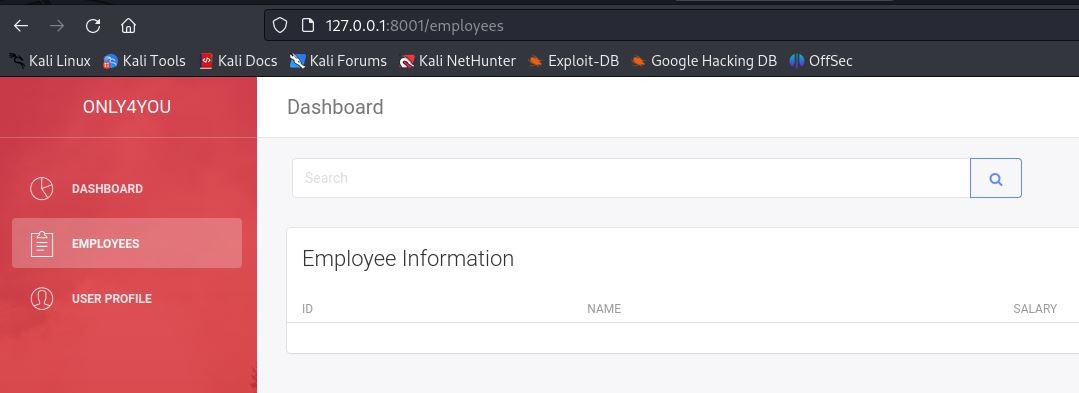 127.0.0.1:8001/employees
Kali Linux Kali Tools Kali Docs Kali Forums Kali NetHunter Exploit-DB Google Hacking DB OffSec
ONLY4YOU
Dashboard
DASHBOARD
Search
EMPLOYEES
Employee Information
USER PROFILE
ID NAME SALARY